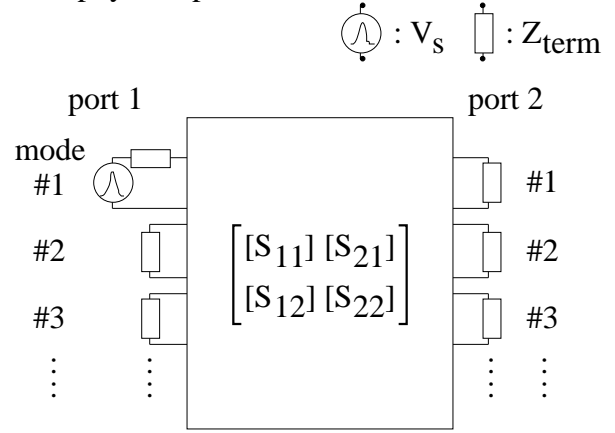 : V_s : Z_term
port 1 port 2
mode
#1 #1
#2 #2
#3 #3
[S_11] [S_21]
[S_12] [S_22]